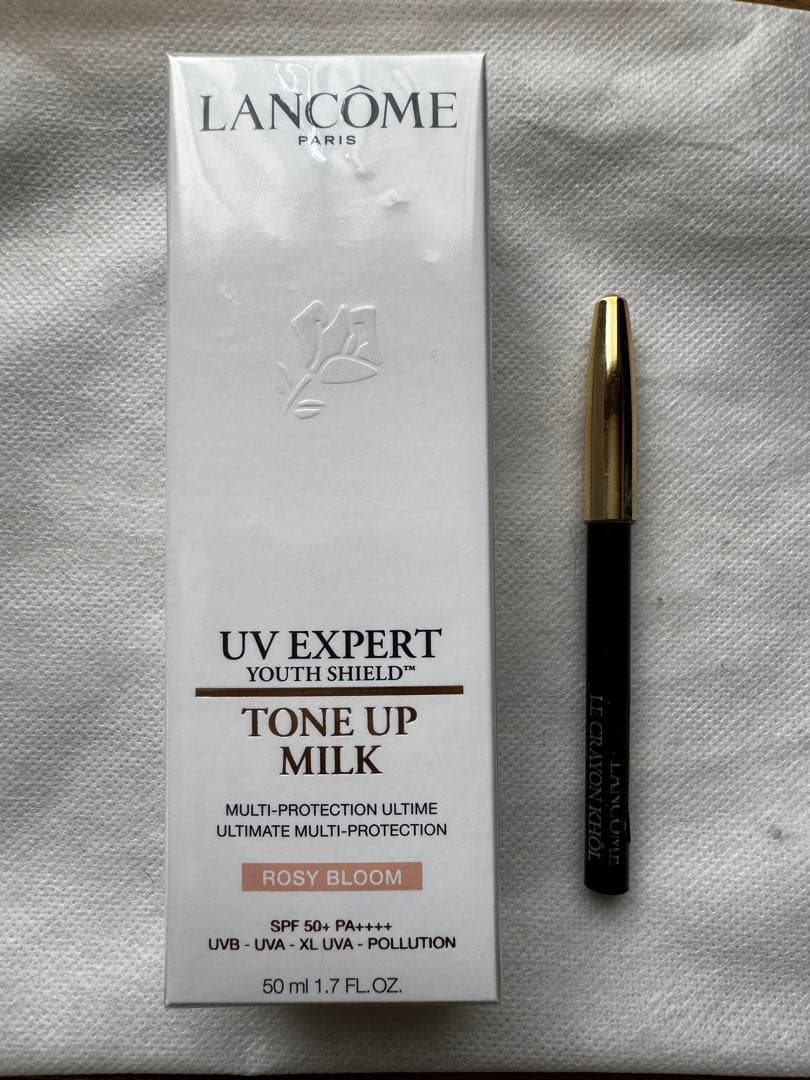 LANCÔME
PARIS
UV EXPERT
YOUTH SHIELD™
TONE UP
MILK
MULTI-PROTECTION ULTIME
ULTIMATE MULTI-PROTECTION
ROSY BLOOM
SPF 50+ PA++++
UVB - UVA - XL UVA - POLLUTION
50 ml 1.7 FL.OZ.
LANCÔME
LE CRAYON KHÔL